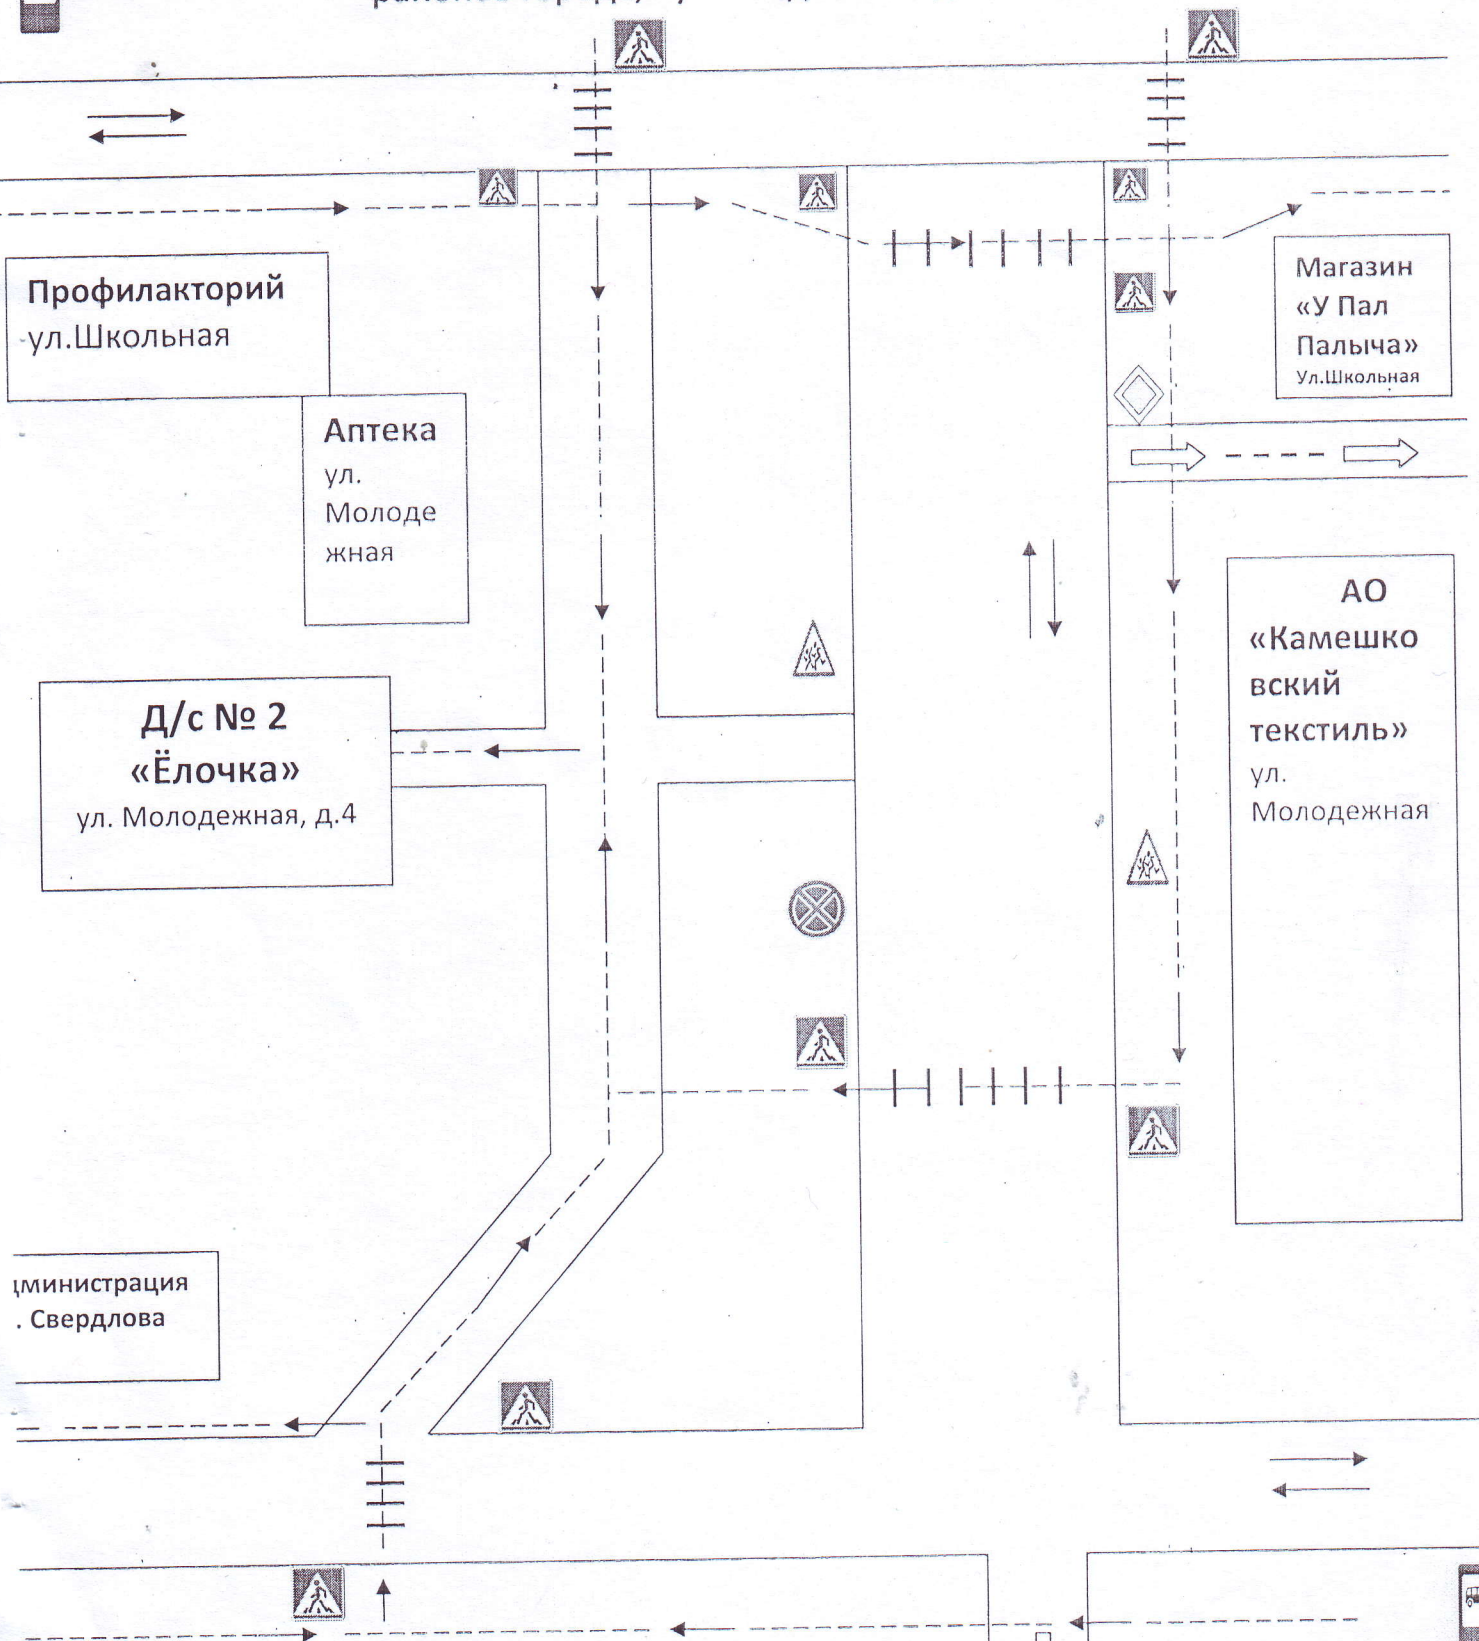 Профилакторий
ул.Школьная
Аптека
ул.
Молоде
жная
Магазин
«У Пал
Палыча»
Ул.Школьная
АО
«Камешко
вский
текстиль»
ул.
Молодежная
Д/с № 2
«Ёлочка»
ул. Молодежная, д.4
министрация
. Свердлова